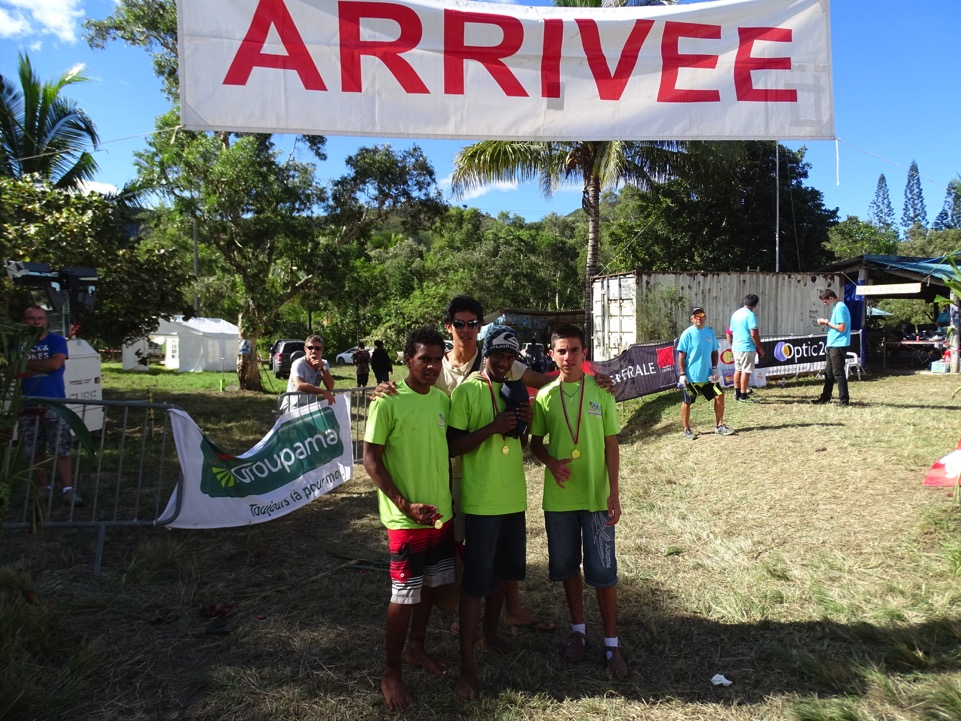 ARRIVEE
Groupama
Toujours là pour moi
ERALE
Optic2